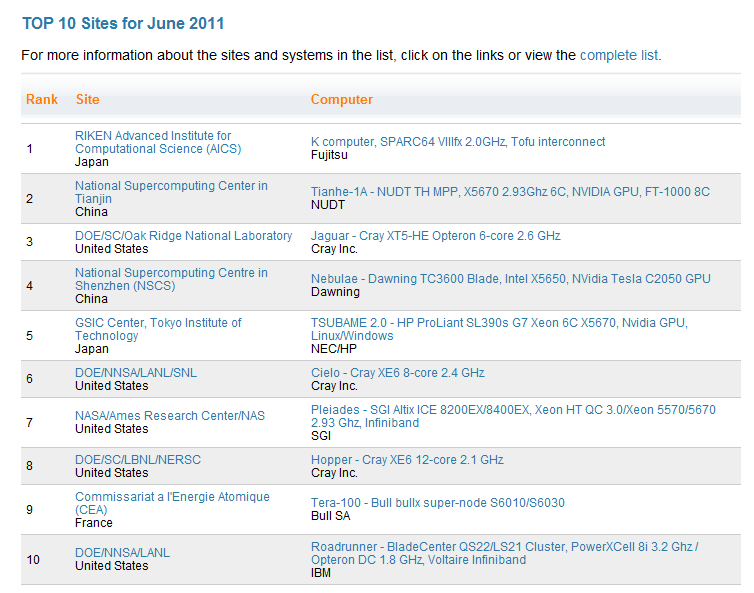 TOP 10 Sites for June 2011
For more information about the sites and systems in the list, click on the links or view the complete list.
Rank Site Computer
1 RIKEN Advanced Institute for
Computational Science (AICS)
Japan
K computer, SPARC64 VIIIfx 2.0GHz, Tofu interconnect
Fujitsu
2 National Supercomputing Center in
Tianjin
China
Tianhe-1A - NUDT TH MPP, X5670 2.93Ghz 6C, NVIDIA GPU, FT-1000 8C
NUDT
3 DOE/SC/Oak Ridge National Laboratory
United States
Jaguar - Cray XT5-HE Opteron 6-core 2.6 GHz
Cray Inc.
4 National Supercomputing Centre in
Shenzhen (NSCS)
China
Nebulae - Dawning TC3600 Blade, Intel X5650, NVidia Tesla C2050 GPU
Dawning
5 GSIC Center, Tokyo Institute of
Technology
Japan
TSUBAME 2.0 - HP ProLiant SL390s G7 Xeon 6C X5670, Nvidia GPU,
Linux/Windows
NEC/HP
6 DOE/NNSA/LANL/SNL
United States
Cielo - Cray XE6 8-core 2.4 GHz
Cray Inc.
7 NASA/Ames Research Center/NAS
United States
Pleiades - SGI Altix ICE 8200EX/8400EX, Xeon HT QC 3.0/Xeon 5570/5670
2.93 Ghz, Infiniband
SGI
8 DOE/SC/LBNL/NERSC
United States
Hopper - Cray XE6 12-core 2.1 GHz
Cray Inc.
9 Commissariat a l'Energie Atomique
(CEA)
France
Tera-100 - Bull bullx super-node S6010/S6030
Bull SA
10 DOE/NNSA/LANL
United States
Roadrunner - BladeCenter QS22/LS21 Cluster, PowerXCell 8i 3.2 Ghz /
Opteron DC 1.8 GHz, Voltaire Infiniband
IBM